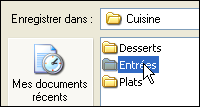 Enregistrer dans :
Cuisine
Mes documents
récents
Desserts
Entrées
Plats